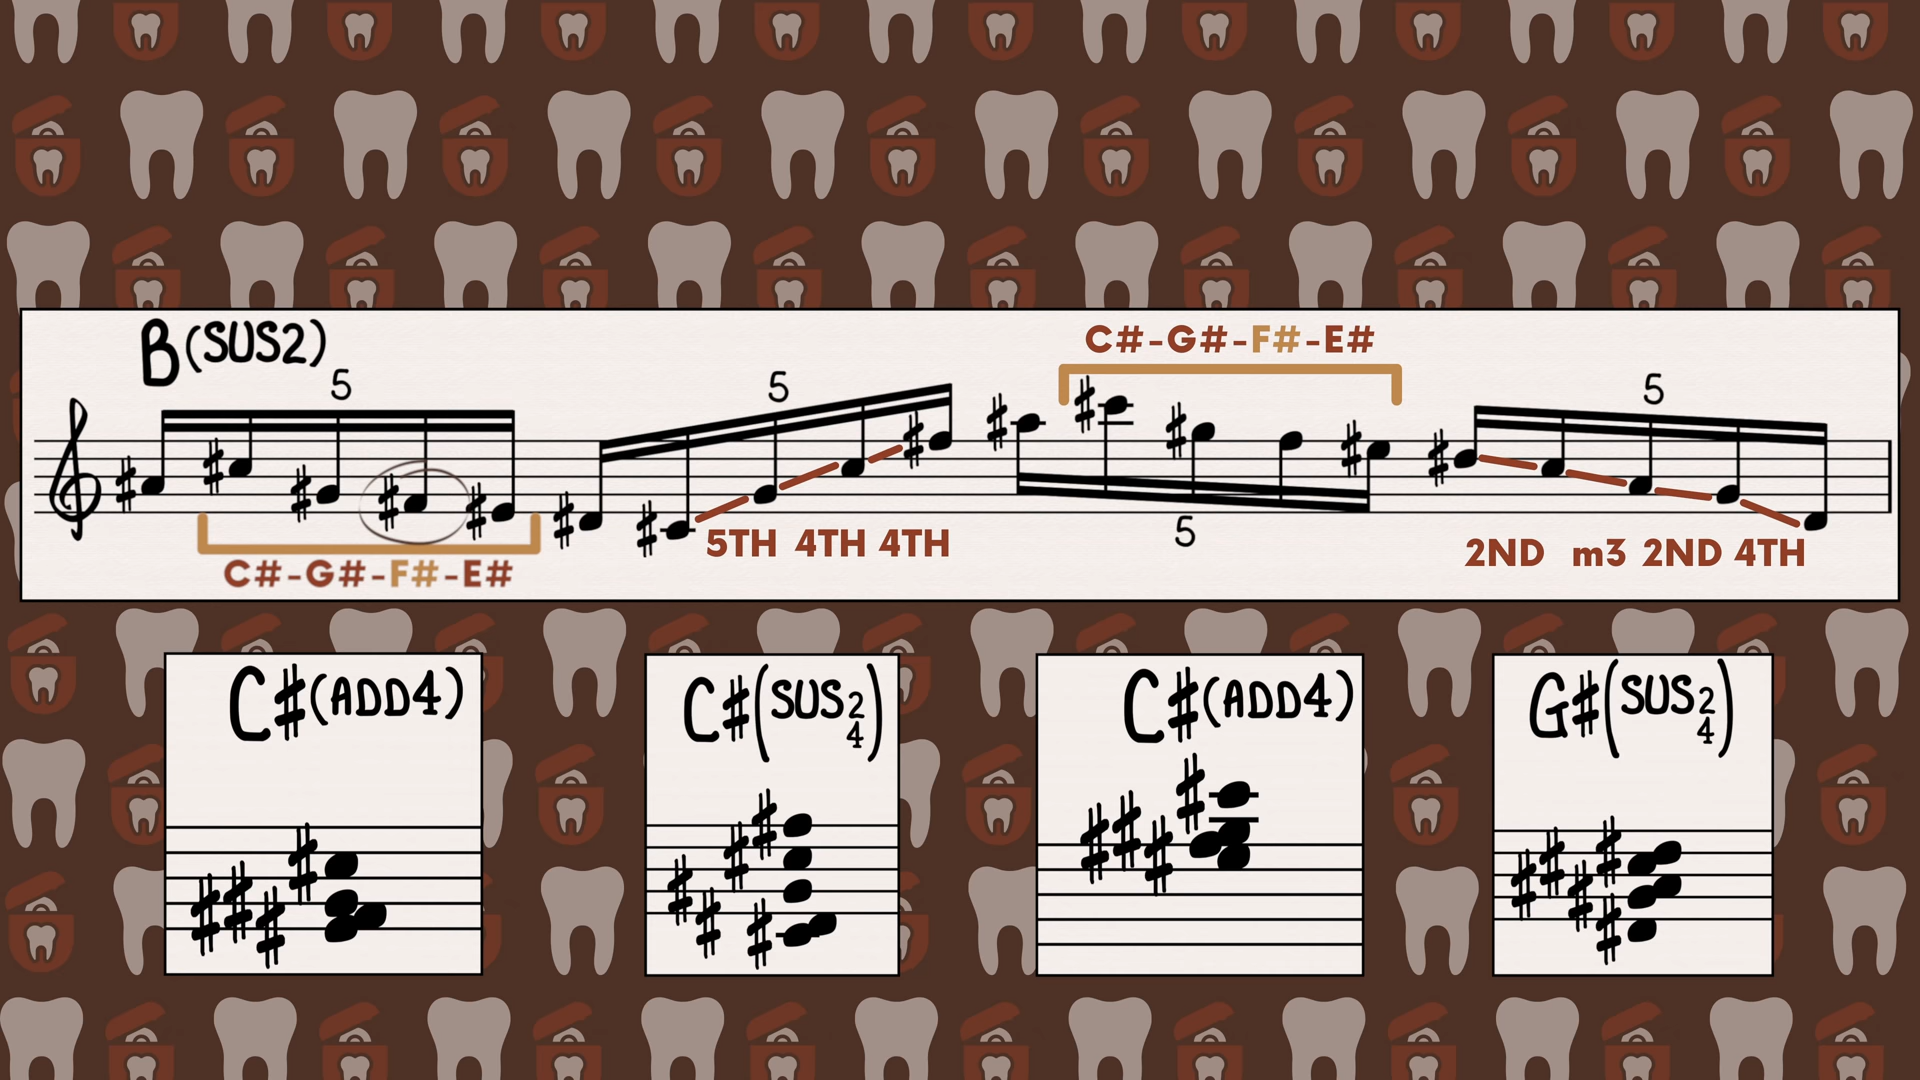 B(SUS2)
5
5
C#-G#-F#-E#
5
5TH 4TH 4TH
5
2ND m3 2ND 4TH
C#-G#-F#-E#
C#(ADD4)
C#(SUS2 4)
C#(ADD4)
G#(SUS2 4)